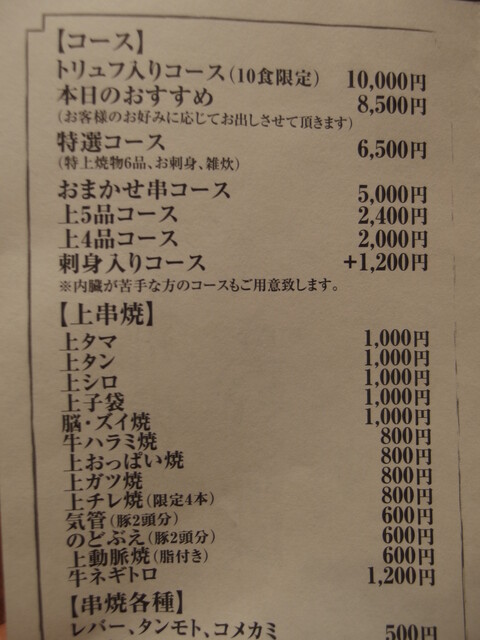 【コース】
トリュフ入りコース(10食限定) 10,000円
本日のおすすめ 8,500円
(お客様のお好みに応じてお出しさせて頂きます)
特選コース 6,500円
(特上焼物6品、お刺身、雑炊)
おまかせ串コース 5,000円
上5品コース 2,400円
上4品コース 2,000円
刺身入りコース +1,200円
※内臓が苦手な方のコースもご用意致します。
【上串焼】
上タマ 1,000円
上タン 1,000円
上シロ 1,000円
上子袋 1,000円
脳・ズイ焼 1,000円
牛ハラミ焼 800円
上おっぱい焼 800円
上ガツ焼 800円
上チレ焼(限定4本) 800円
気管(豚2頭分) 600円
のどぶえ(豚2頭分) 600円
上動脈焼(脂付き) 600円
牛ネギトロ 1,200円
【串焼各種】
レバー、タンモト、コメカミ 500円